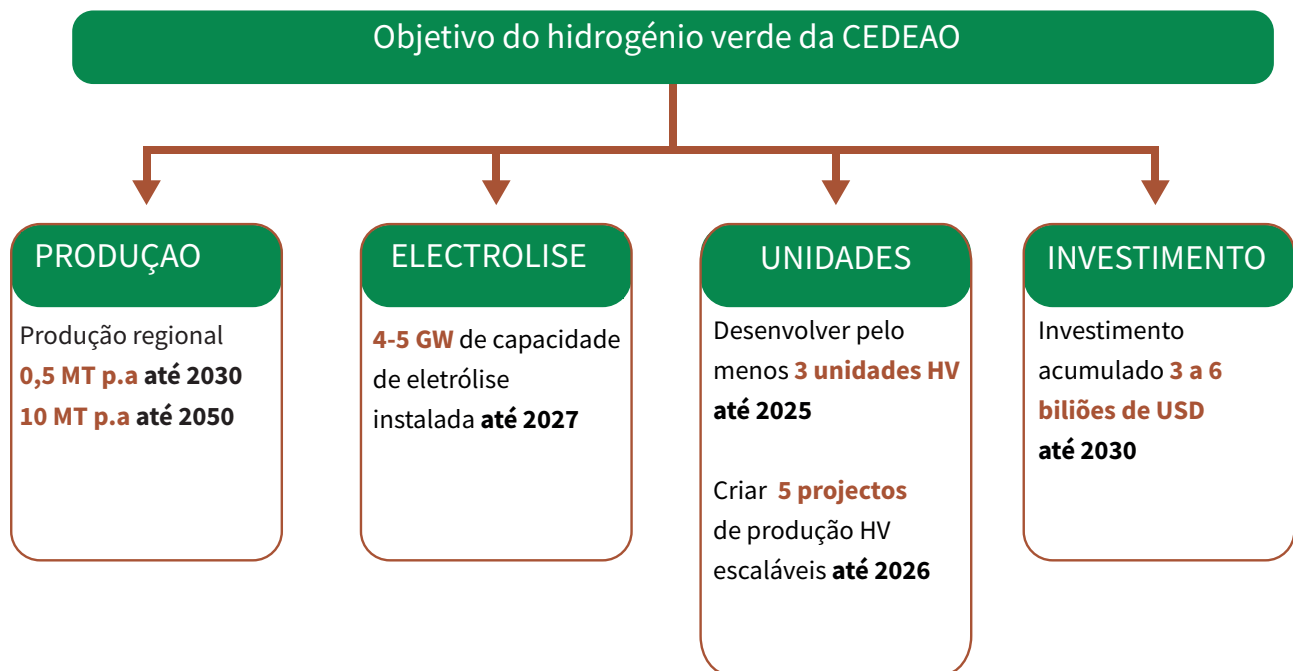 Objetivo do hidrogénio verde da CEDEAO
PRODUÇAO
Produção regional
0,5 MT p.a até 2030
10 MT p.a até 2050
ELECTROLISE
4-5 GW de capacidade
de eletrólise
instalada até 2027
UNIDADES
Desenvolver pelo
menos 3 unidades HV
até 2025
Criar 5 projectos
de produção HV
escaláveis até 2026
INVESTIMENTO
Investimento
acumulado 3 a 6
biliões de USD
até 2030